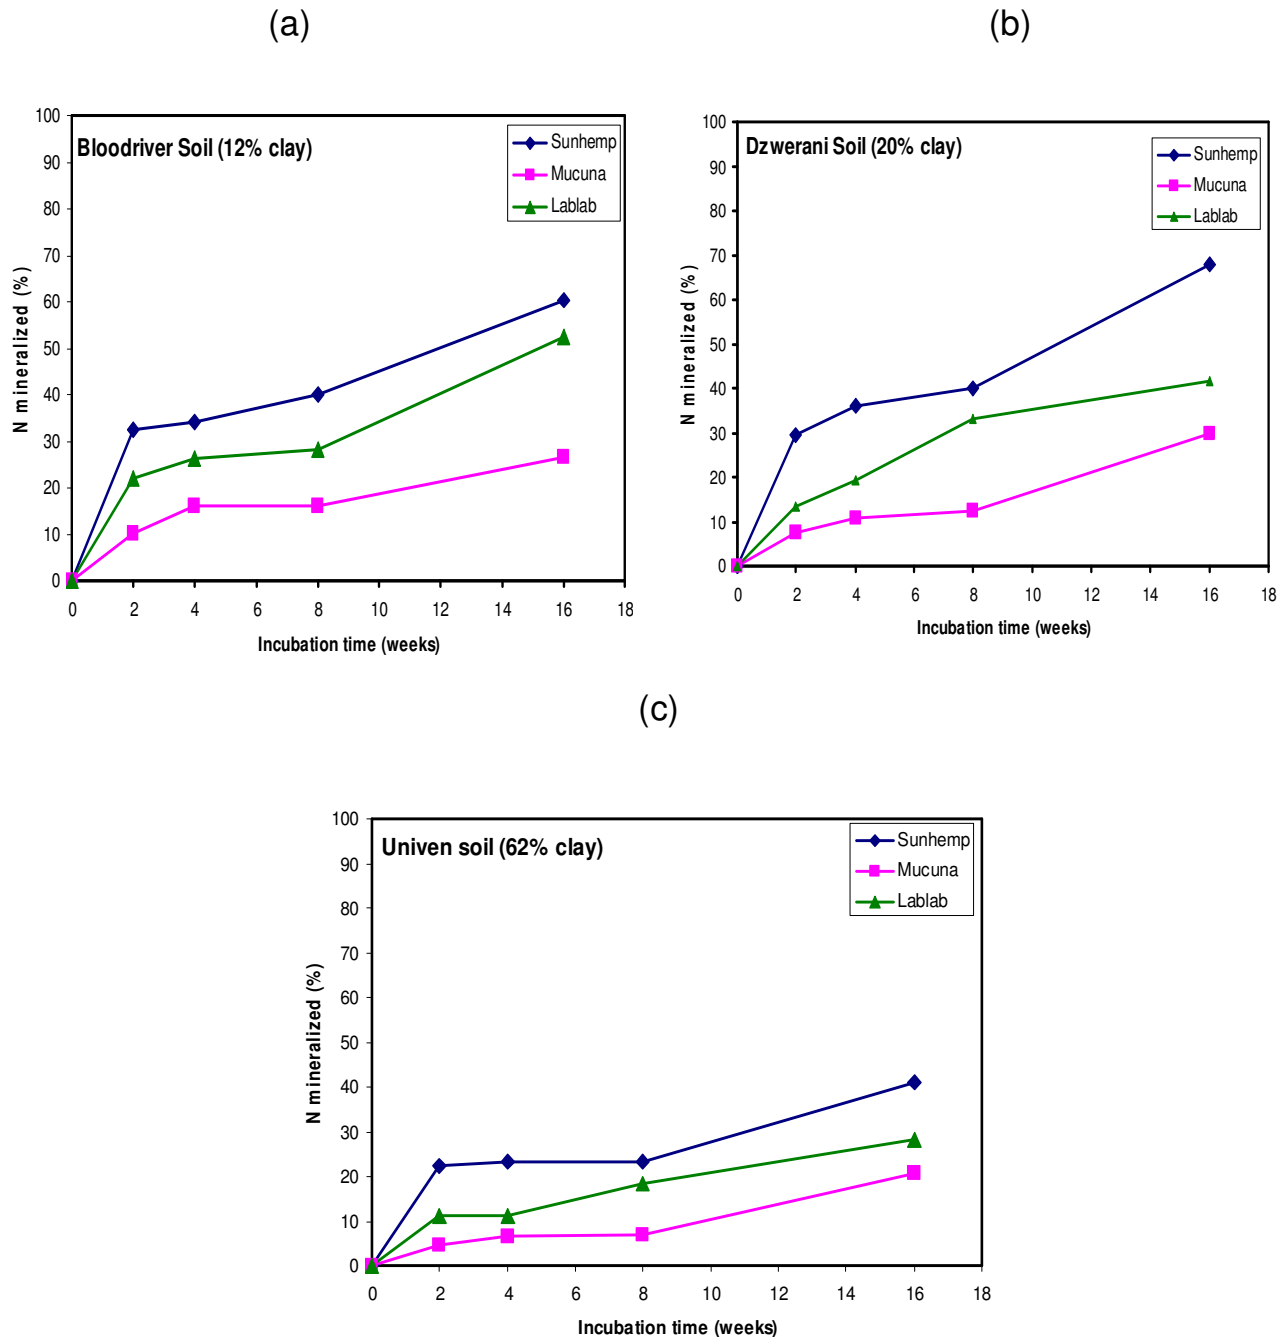 (a)
(b)
Bloodriver Soil (12% clay)
Sunhemp
Mucuna
Lablab
100
90
80
70
60
50
40
30
20
10
0
N mineralized (%)
0 2 4 6 8 10 12 14 16 18
Incubation time (weeks)
Dzwerani Soil (20% clay)
Sunhemp
Mucuna
Lablab
100
90
80
70
60
50
40
30
20
10
0
N mineralized (%)
0 2 4 6 8 10 12 14 16 18
Incubation time (weeks)
(c)
Univen soil (62% clay)
Sunhemp
Mucuna
Lablab
100
90
80
70
60
50
40
30
20
10
0
N mineralized (%)
0 2 4 6 8 10 12 14 16 18
Incubation time (weeks)